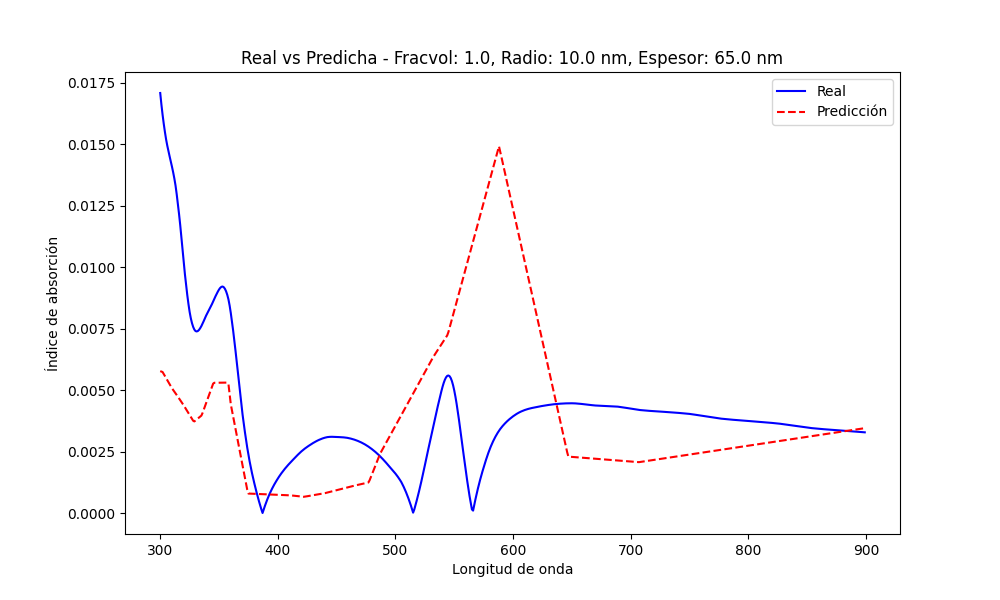 Real vs Predicha - Fracvol: 1.0, Radio: 10.0 nm, Espesor: 65.0 nm
Real
Predicción
Índice de absorción
0.0175
0.0150
0.0125
0.0100
0.0075
0.0050
0.0025
0.0000
300 400 500 600 700 800 900
Longitud de onda